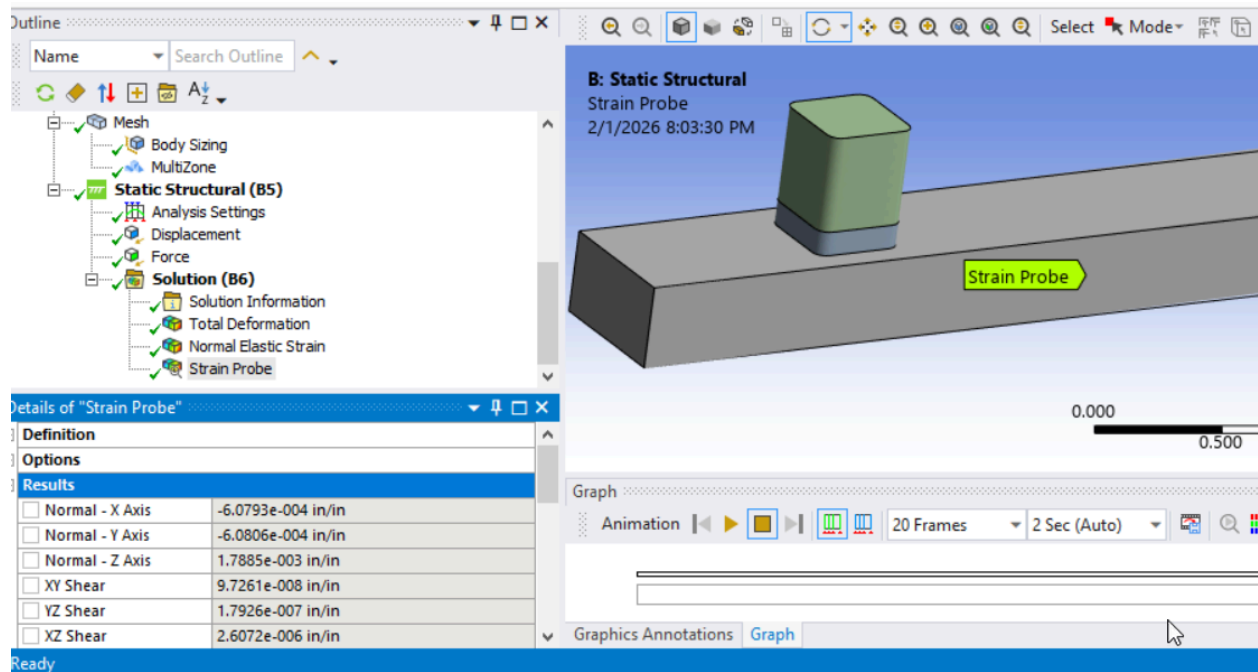 Outline
Name Search Outline
Mesh
Body Sizing
MultiZone
Static Structural (B5)
Analysis Settings
Displacement
Force
Solution (B6)
Solution Information
Total Deformation
Normal Elastic Strain
Strain Probe
Details of "Strain Probe"
Definition
Options
Results
Normal - X Axis -6.0793e-004 in/in
Normal - Y Axis -6.0806e-004 in/in
Normal - Z Axis 1.7885e-003 in/in
XY Shear 9.7261e-008 in/in
YZ Shear 1.7926e-007 in/in
XZ Shear 2.6072e-006 in/in
Ready
Select Mode
B: Static Structural
Strain Probe
2/1/2026 8:03:30 PM
Strain Probe
0.000
0.500
Graph
Animation 20 Frames 2 Sec (Auto)
Graphics Annotations Graph